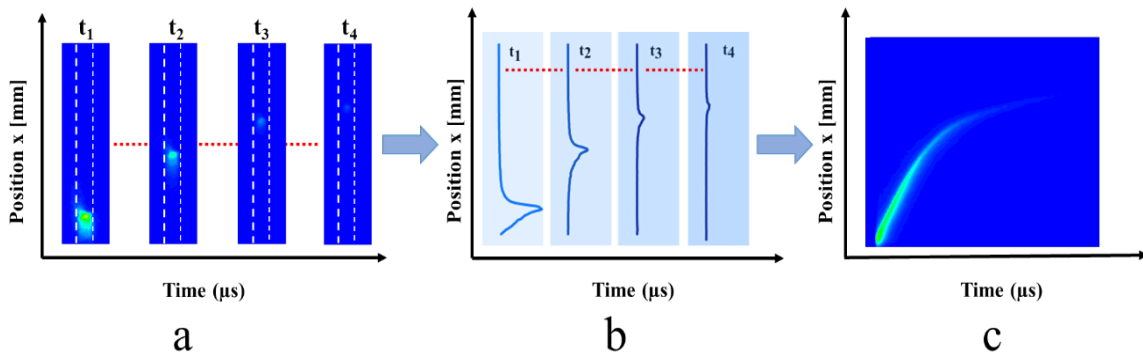 t1
t2
t3
t4
Position x [mm]
Time (µs)
a
t1
t2
t3
t4
Position x [mm]
Time (µs)
b
Position x [mm]
Time (µs)
c